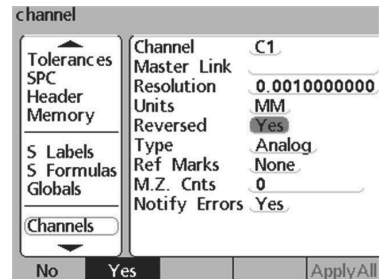 channel
Tolerances
SPC
Header
Memory
S Labels
S Formulas
Globals
Channels
Channel C1
Master Link
Resolution 0.0010000000
Units MM
Reversed Yes
Type Analog
Ref Marks None
M.Z. Cnts 0
Notify Errors Yes
No Yes ApplyAll